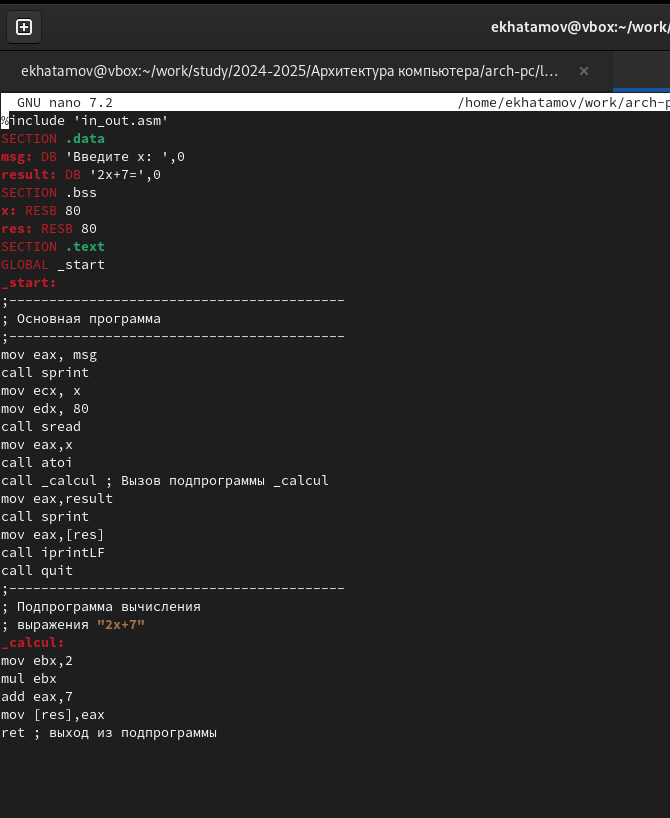 ekhatamov@vbox:~/work/
ekhatamov@vbox:~/work/study/2024-2025/Архитектура компьютера/arch-pc/l…
GNU nano 7.2 /home/ekhatamov/work/arch-p
%include 'in_out.asm'
SECTION .data
msg: DB 'Введите x: ',0
result: DB '2x+7=',0
SECTION .bss
x: RESB 80
res: RESB 80
SECTION .text
GLOBAL _start
_start:
;------------------------------------------
; Основная программа
;------------------------------------------
mov eax, msg
call sprint
mov ecx, x
mov edx, 80
call sread
mov eax,x
call atoi
call _calcul ; Вызов подпрограммы _calcul
mov eax,result
call sprint
mov eax,[res]
call iprintLF
call quit
;------------------------------------------
; Подпрограмма вычисления
; выражения "2x+7"
_calcul:
mov ebx,2
mul ebx
add eax,7
mov [res],eax
ret ; выход из подпрограммы